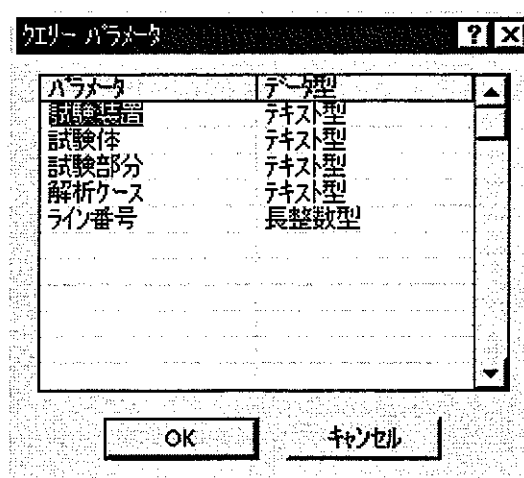 クエリー パラメータ
パラメータ データ型
試験装置 テキスト型
試験体 テキスト型
試験部分 テキスト型
解析ケース テキスト型
ライン番号 長整数型
OK キャンセル